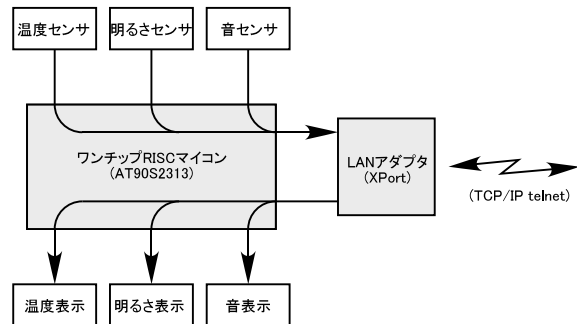 温度センサ
明るさセンサ
音センサ
ワンチップRISCマイコン
(AT90S2313)
LANアダプタ
(XPort)
(TCP/IP telnet)
温度表示
明るさ表示
音表示